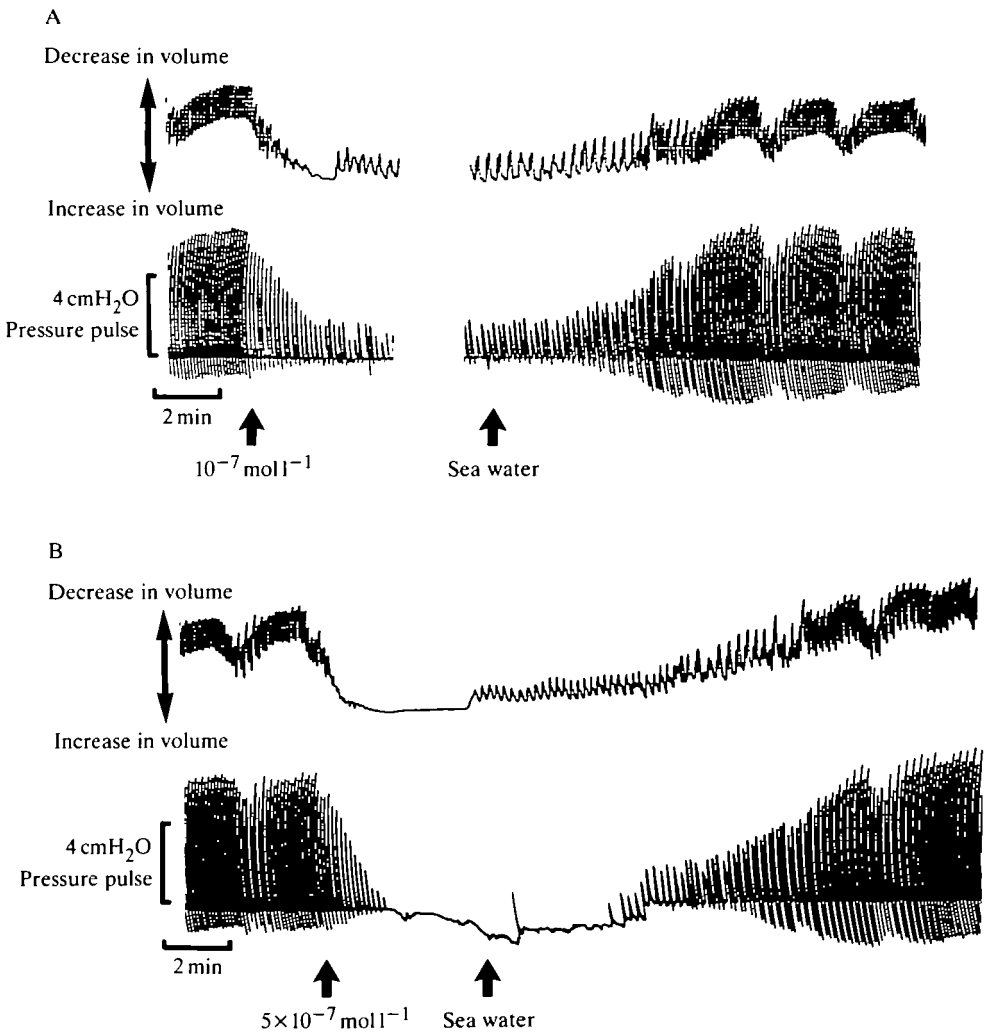 A
Decrease in volume
Increase in volume
4 cmH₂O
Pressure pulse
2 min
10⁻⁷ mol l⁻¹
Sea water
B
Decrease in volume
Increase in volume
4 cmH₂O
Pressure pulse
2 min
5×10⁻⁷ mol l⁻¹
Sea water